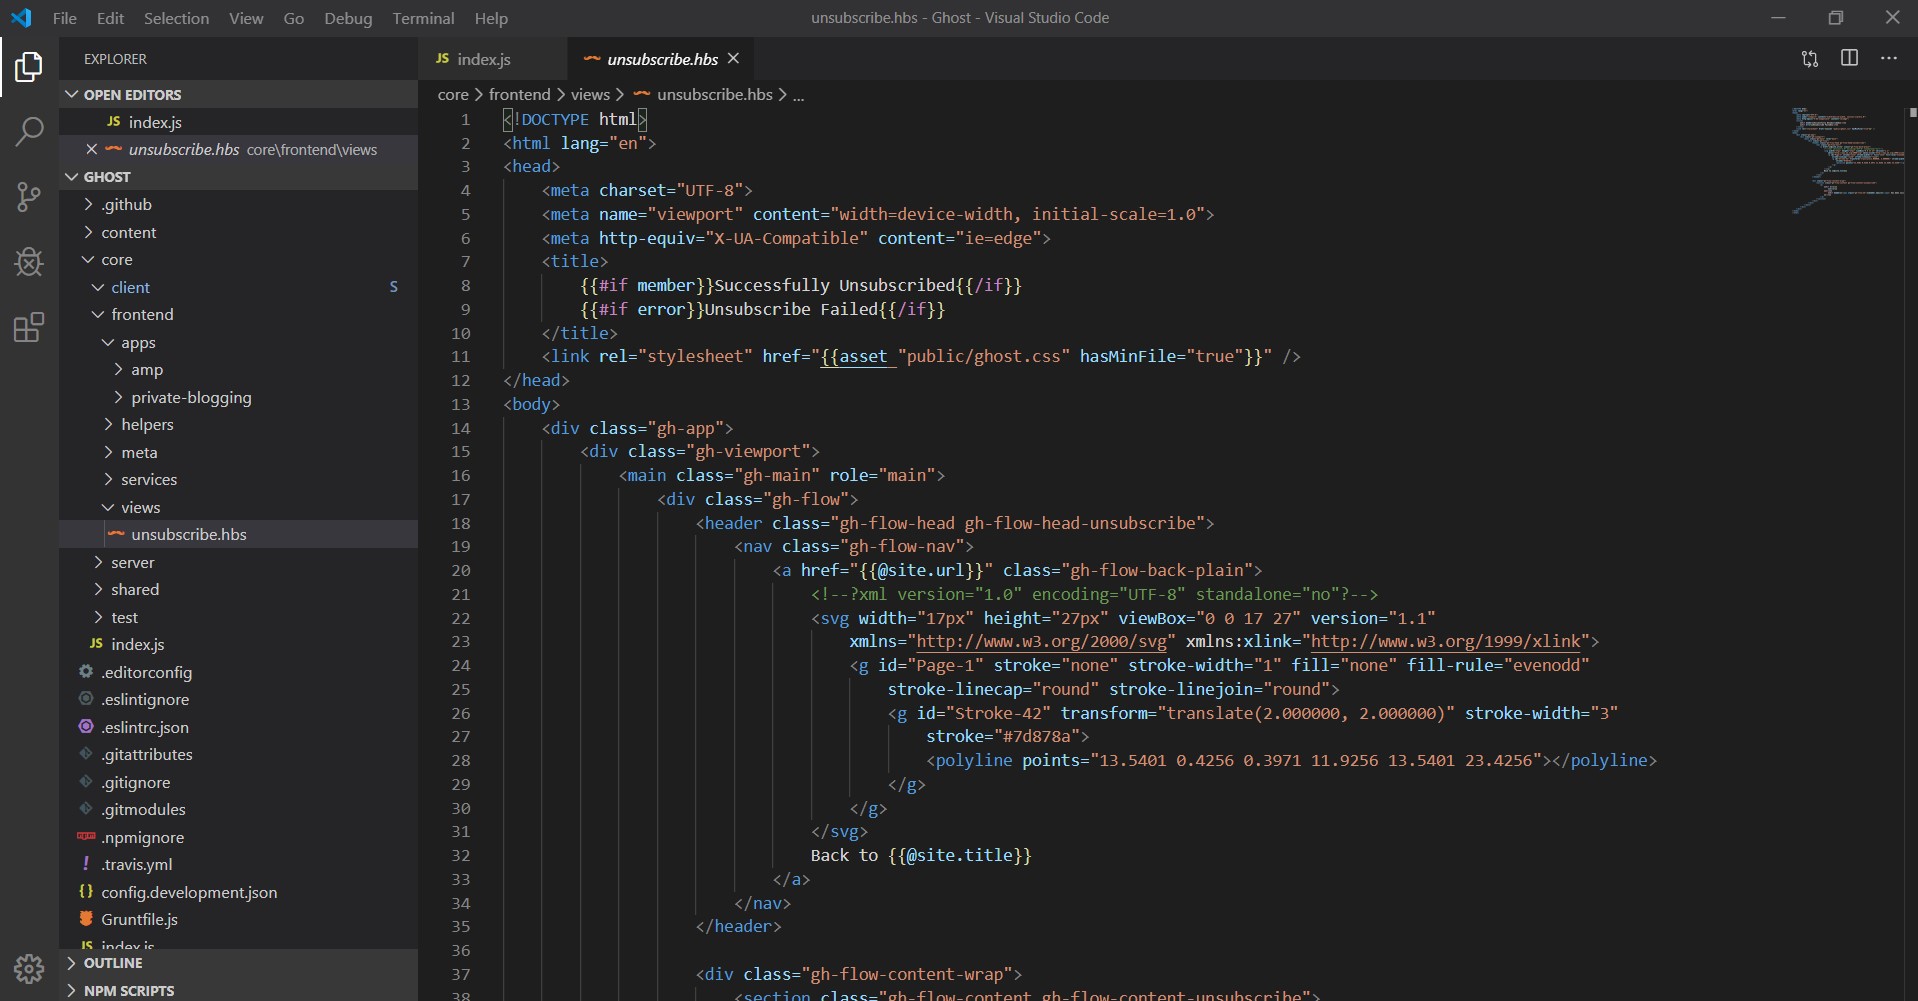 File Edit Selection View Go Debug Terminal Help
unsubscribe.hbs - Ghost - Visual Studio Code
EXPLORER
OPEN EDITORS
JS index.js
unsubscribe.hbs core\frontend\views
GHOST
.github
content
core
client S
frontend
apps
amp
private-blogging
helpers
meta
services
views
unsubscribe.hbs
server
shared
test
JS index.js
.editorconfig
.eslintignore
.eslintrc.json
.gitattributes
.gitignore
.gitmodules
npm .npmignore
! .travis.yml
{} config.development.json
Gruntfile.js
JS index.js
OUTLINE
NPM SCRIPTS
JS index.js
unsubscribe.hbs
core > frontend > views > unsubscribe.hbs > ...
1 <!DOCTYPE html>
2 <html lang="en">
3 <head>
4 <meta charset="UTF-8">
5 <meta name="viewport" content="width=device-width, initial-scale=1.0">
6 <meta http-equiv="X-UA-Compatible" content="ie=edge">
7 <title>
8 {{#if member}}Successfully Unsubscribed{{/if}}
9 {{#if error}}Unsubscribe Failed{{/if}}
10 </title>
11 <link rel="stylesheet" href="{{asset "public/ghost.css" hasMinFile="true"}}" />
12 </head>
13 <body>
14 <div class="gh-app">
15 <div class="gh-viewport">
16 <main class="gh-main" role="main">
17 <div class="gh-flow">
18 <header class="gh-flow-head gh-flow-head-unsubscribe">
19 <nav class="gh-flow-nav">
20 <a href="{{@site.url}}" class="gh-flow-back-plain">
21 <!--?xml version="1.0" encoding="UTF-8" standalone="no"?-->
22 <svg width="17px" height="27px" viewBox="0 0 17 27" version="1.1"
23 xmlns="http://www.w3.org/2000/svg" xmlns:xlink="http://www.w3.org/1999/xlink">
24 <g id="Page-1" stroke="none" stroke-width="1" fill="none" fill-rule="evenodd"
25 stroke-linecap="round" stroke-linejoin="round">
26 <g id="Stroke-42" transform="translate(2.000000, 2.000000)" stroke-width="3"
27 stroke="#7d878a">
28 <polyline points="13.5401 0.4256 0.3971 11.9256 13.5401 23.4256"></polyline>
29 </g>
30 </g>
31 </svg>
32 Back to {{@site.title}}
33 </a>
34 </nav>
35 </header>
36
37 <div class="gh-flow-content-wrap">
38 <section class="gh-flow-content gh-flow-content-unsubscribe">